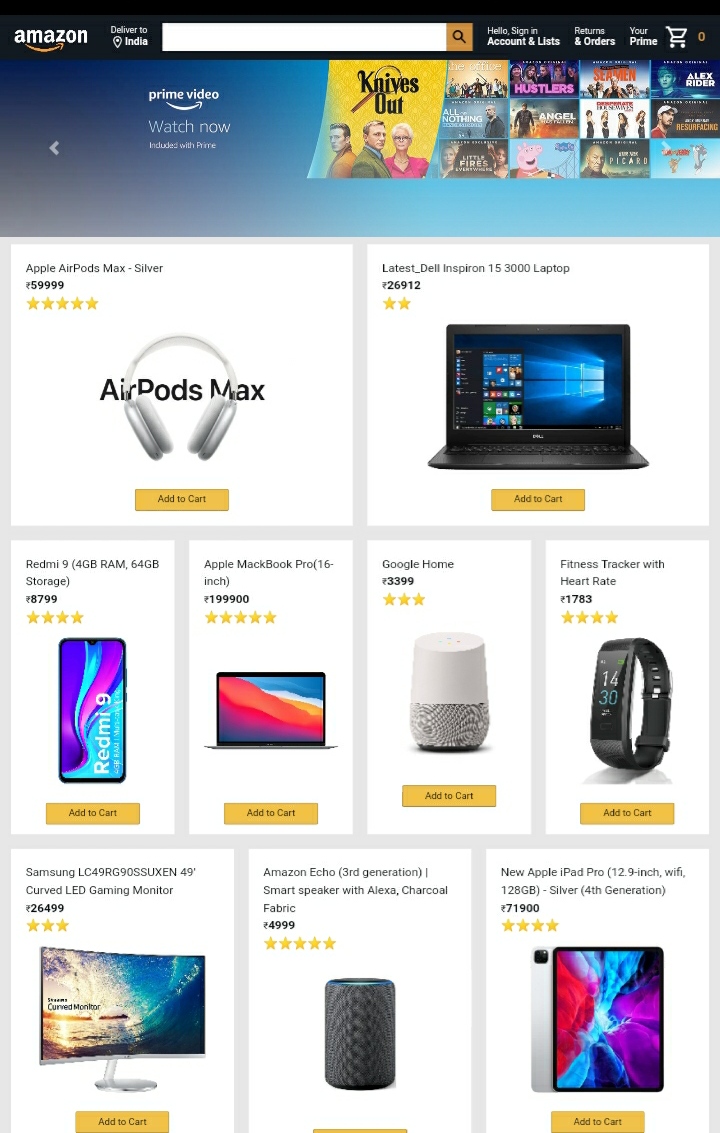 amazon
Deliver to
India
Hello, Sign in
Account & Lists
Returns
& Orders
Your
Prime
0
prime video
Watch now
Included with Prime
Knives
Out
the office
HUSTLERS
SEAMEN
ALEX
RIDER
ALL OR
NOTHING
ANGEL
HAS FALLEN
DESPERATE
HOUSEWIVES
RESURFACING
LITTLE
FIRES
EVERYWHERE
PICARD
Apple AirPods Max - Silver
₹59999
AirPods Max
Add to Cart
Latest_Dell Inspiron 15 3000 Laptop
₹26912
DELL
Add to Cart
Redmi 9 (4GB RAM, 64GB
Storage)
₹8799
Redmi 9
Add to Cart
Apple MackBook Pro(16-
inch)
₹199900
Add to Cart
Google Home
₹3399
Add to Cart
Fitness Tracker with
Heart Rate
₹1783
14
30
Add to Cart
Samsung LC49RG90SSUXEN 49'
Curved LED Gaming Monitor
₹26499
Curved Monitor
Add to Cart
Amazon Echo (3rd generation) |
Smart speaker with Alexa, Charcoal
Fabric
₹4999
New Apple iPad Pro (12.9-inch, wifi,
128GB) - Silver (4th Generation)
₹71900
Add to Cart